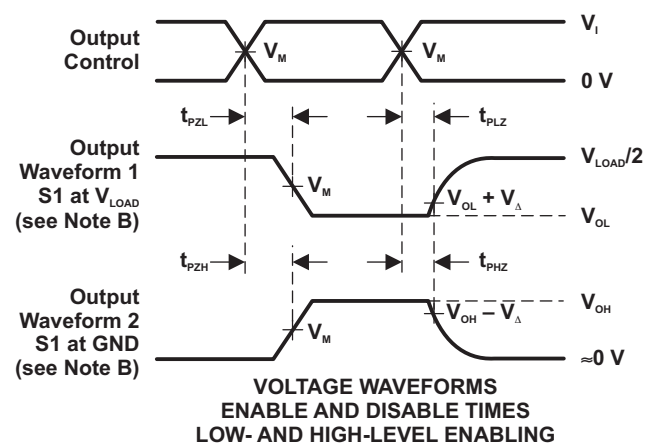 Output
Control
V_M
V_M
V_I
0 V
t_PZL
t_PLZ
Output
Waveform 1
S1 at V_LOAD
(see Note B)
V_M
V_OL + V_Δ
V_LOAD/2
V_OL
t_PZH
t_PHZ
Output
Waveform 2
S1 at GND
(see Note B)
V_M
V_OH − V_Δ
V_OH
≈0 V
VOLTAGE WAVEFORMS
ENABLE AND DISABLE TIMES
LOW- AND HIGH-LEVEL ENABLING